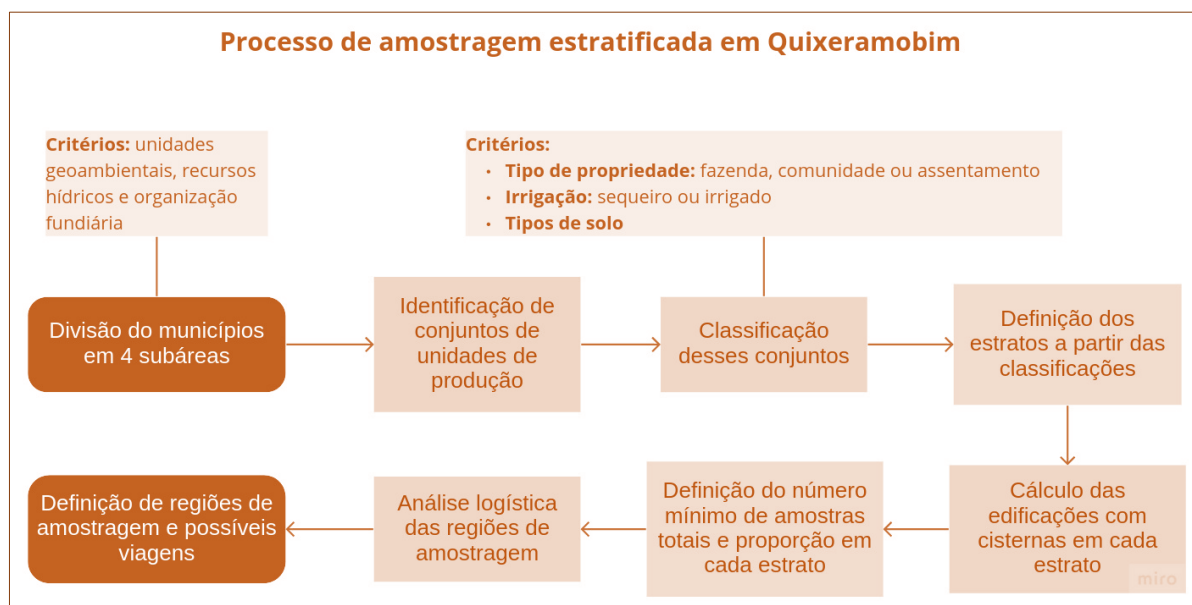 Processo de amostragem estratificada em Quixeramobim
Critérios: unidades
geoambientais, recursos
hídricos e organização
fundiária
Critérios:
• Tipo de propriedade: fazenda, comunidade ou assentamento
• Irrigação: sequeiro ou irrigado
• Tipos de solo
Divisão do municípios
em 4 subáreas
Identificação de
conjuntos de
unidades de
produção
Classificação
desses conjuntos
Definição dos
estratos a partir das
classificações
Cálculo das
edificações com
cisternas em cada
estrato
Definição do número
mínimo de amostras
totais e proporção em
cada estrato
Análise logística
das regiões de
amostragem
Definição de regiões de
amostragem e possíveis
viagens
miro